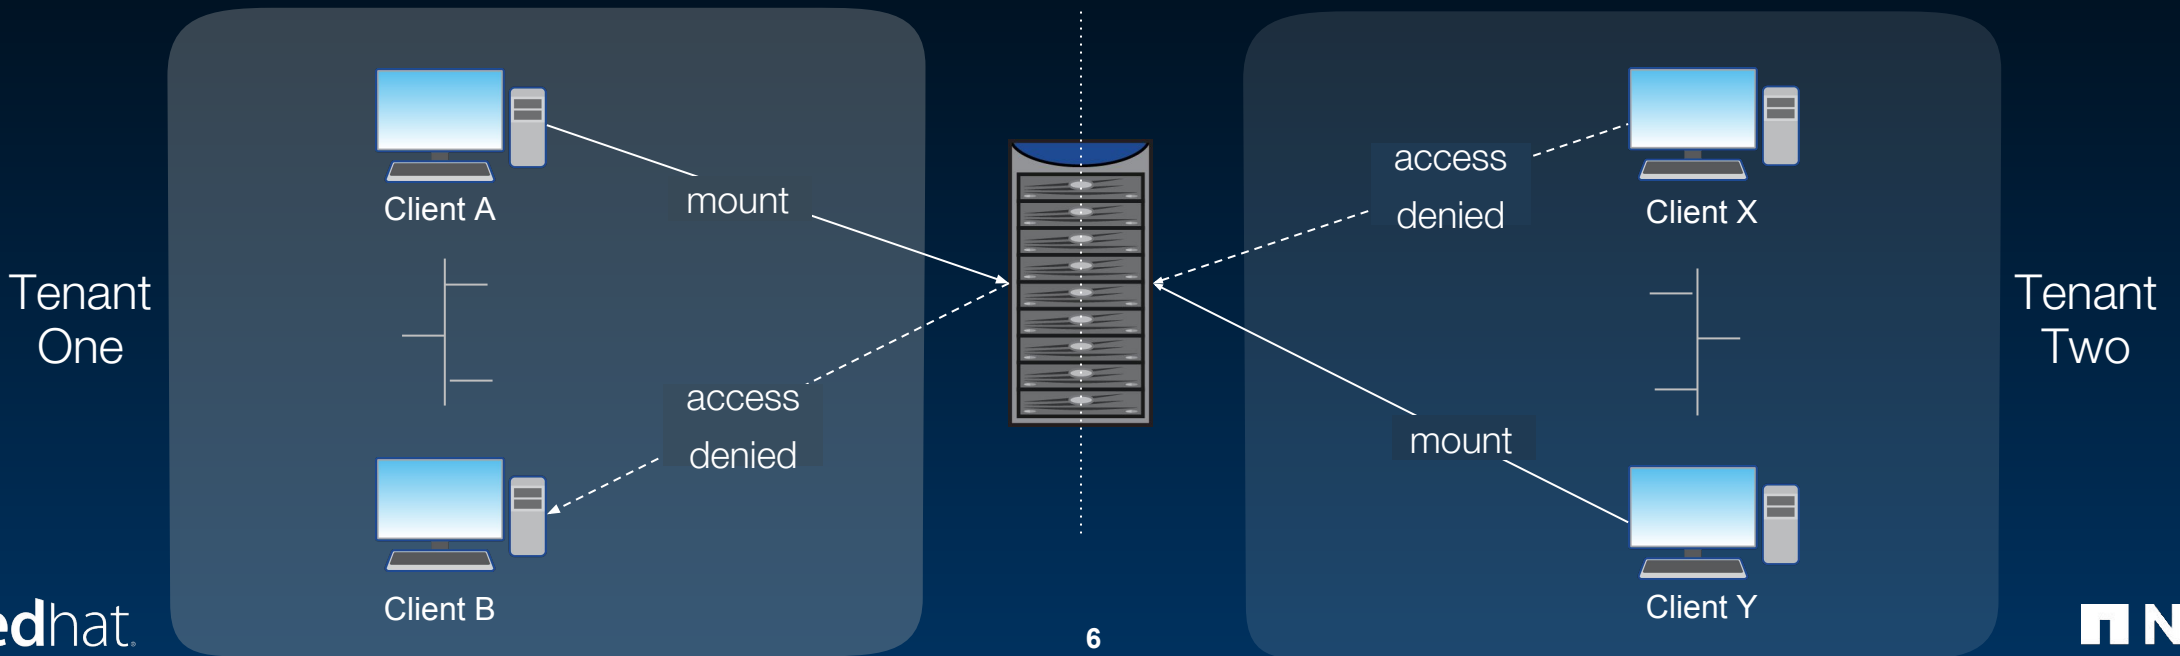 Tenant
One
Client A
mount
access
denied
Client B
access
denied
Client X
mount
Client Y
Tenant
Two
edhat.
6
N